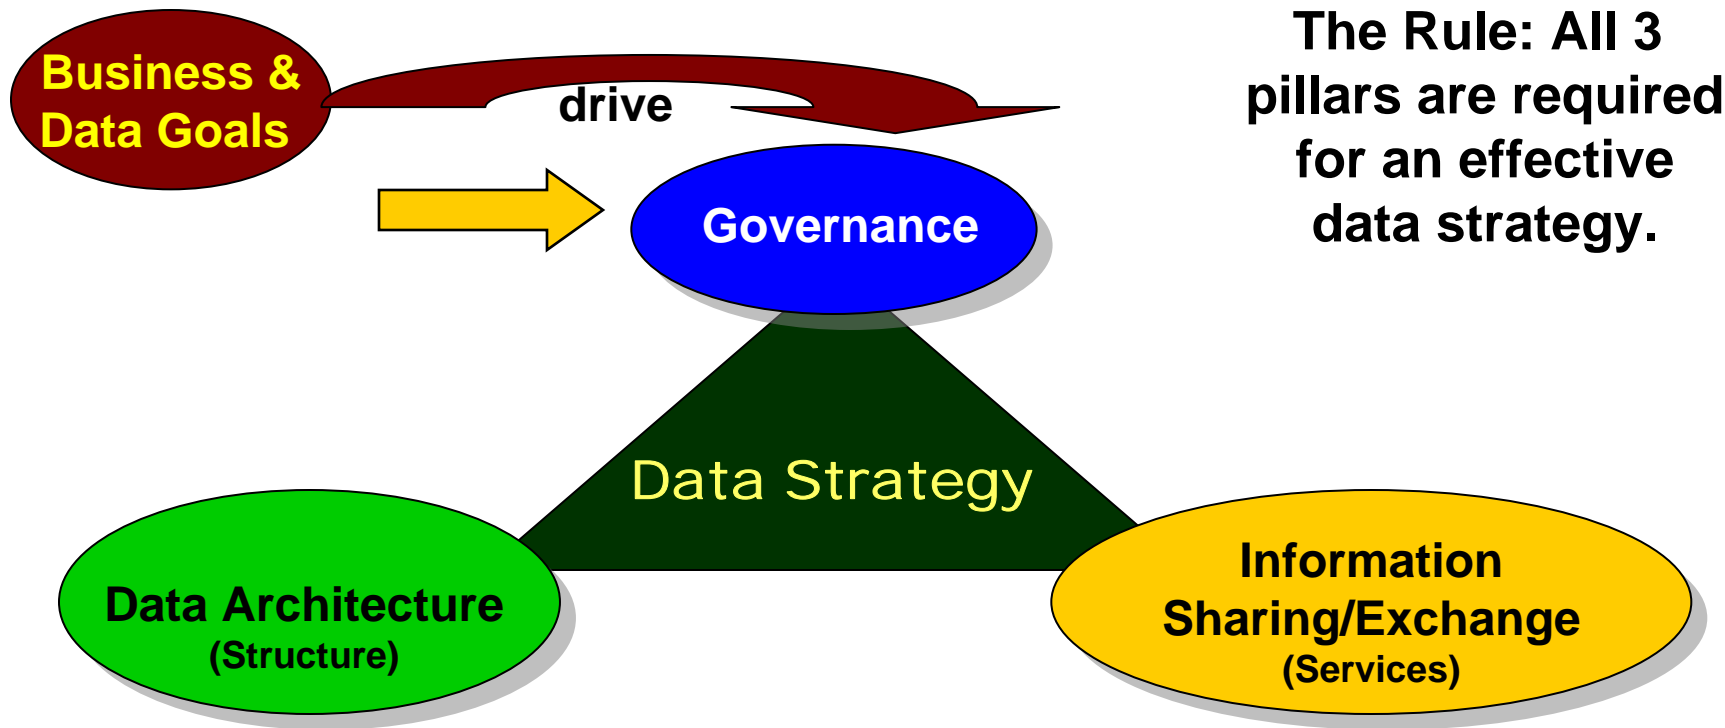 Business &
Data Goals
drive
The Rule: All 3
pillars are required
for an effective
data strategy.
Governance
Data Strategy
Data Architecture
(Structure)
Information
Sharing/Exchange
(Services)